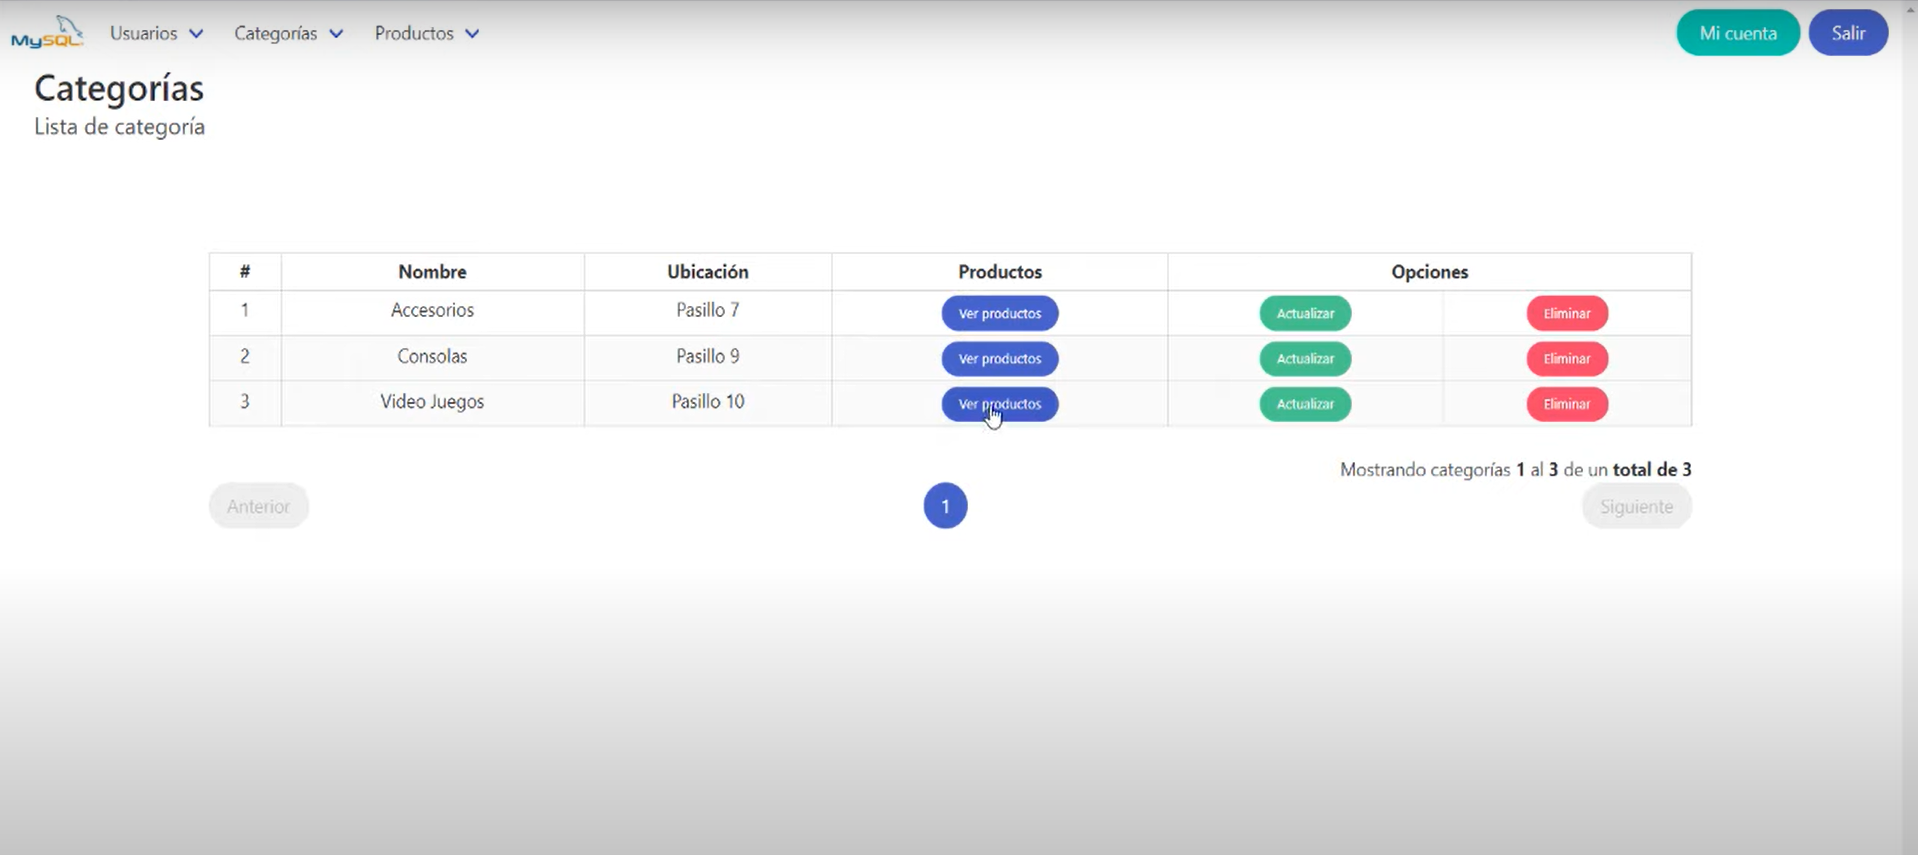 MySQL Usuarios Categorías Productos Mi cuenta Salir
Categorías
Lista de categoría
# Nombre Ubicación Productos Opciones
1 Accesorios Pasillo 7 Ver productos Actualizar Eliminar
2 Consolas Pasillo 9 Ver productos Actualizar Eliminar
3 Video Juegos Pasillo 10 Ver productos Actualizar Eliminar
Mostrando categorías 1 al 3 de un total de 3
Anterior 1 Siguiente